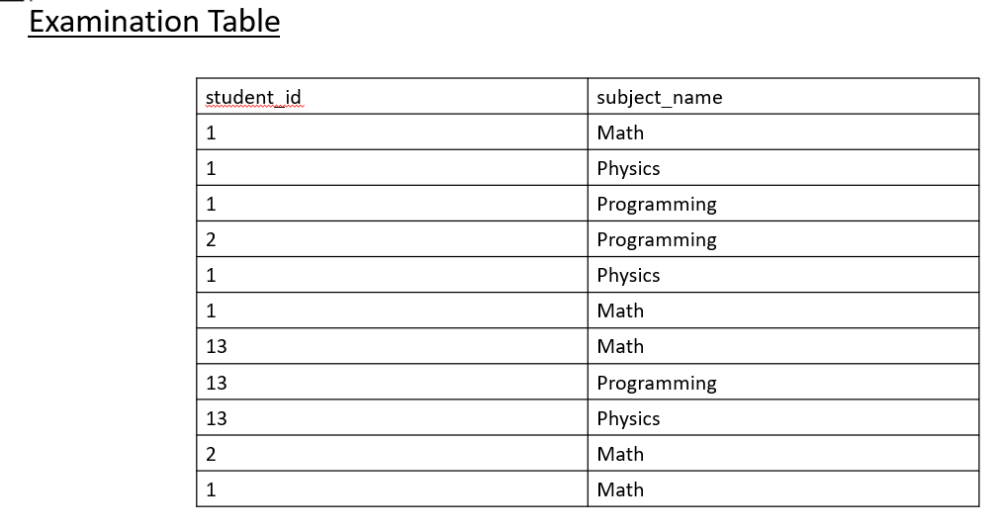 Examination Table
student_id subject_name
1 Math
1 Physics
1 Programming
2 Programming
1 Physics
1 Math
13 Math
13 Programming
13 Physics
2 Math
1 Math